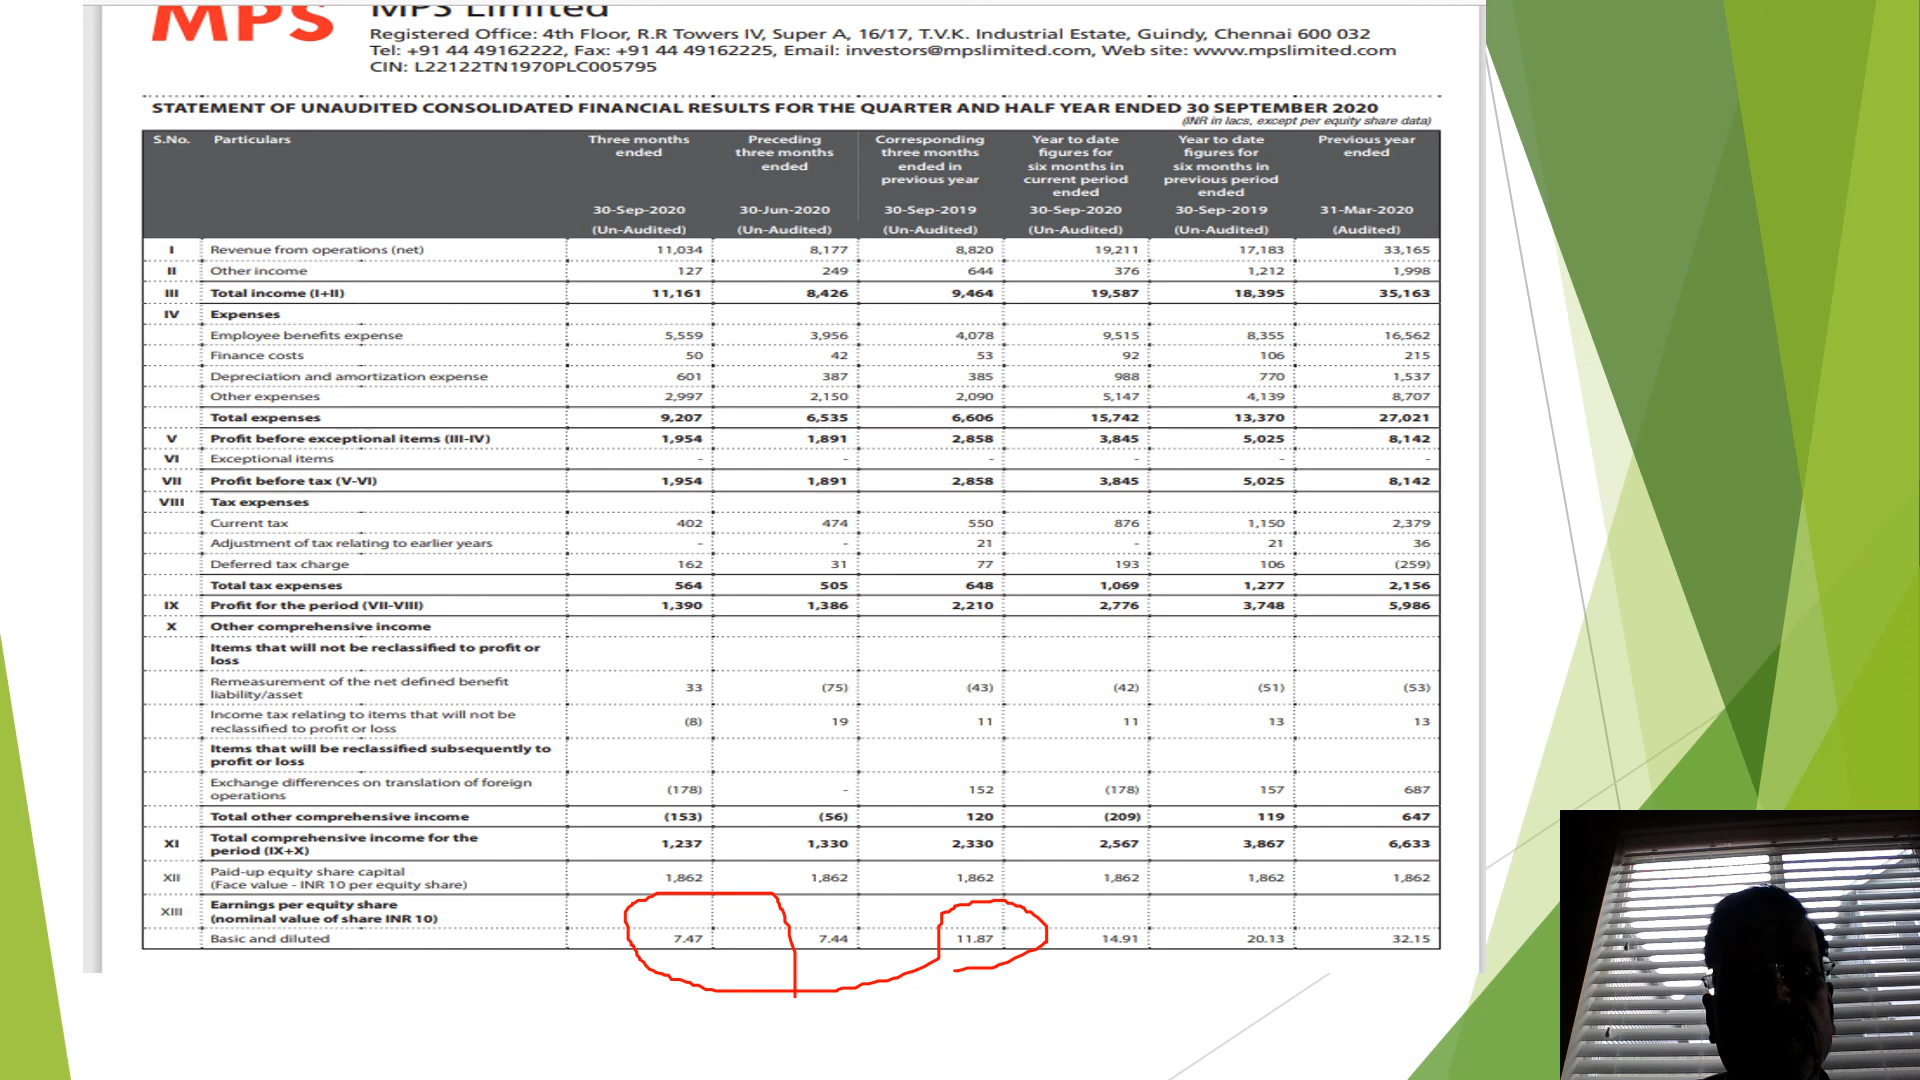 MPS
MPS Limited
Registered Office: 4th Floor, R.R Towers IV, Super A, 16/17, T.V.K. Industrial Estate, Guindy, Chennai 600 032
Tel: +91 44 49162222, Fax: +91 44 49162225, Email: investors@mpslimited.com, Web site: www.mpslimited.com
CIN: L22122TN1970PLC005795
STATEMENT OF UNAUDITED CONSOLIDATED FINANCIAL RESULTS FOR THE QUARTER AND HALF YEAR ENDED 30 SEPTEMBER 2020
(INR in lacs, except per equity share data)
S.No. Particulars Three months Preceding Corresponding Year to date Year to date Previous year
ended three months three months figures for figures for ended
ended ended in six months in six months in
previous year current period previous period
ended ended
30-Sep-2020 30-Jun-2020 30-Sep-2019 30-Sep-2020 30-Sep-2019 31-Mar-2020
(Un-Audited) (Un-Audited) (Un-Audited) (Un-Audited) (Un-Audited) (Audited)
I Revenue from operations (net) 11,034 8,177 8,820 19,211 17,183 33,165
II Other income 127 249 644 376 1,212 1,998
III Total income (I+II) 11,161 8,426 9,464 19,587 18,395 35,163
IV Expenses
Employee benefits expense 5,559 3,956 4,078 9,515 8,355 16,562
Finance costs 50 42 53 92 106 215
Depreciation and amortization expense 601 387 385 988 770 1,537
Other expenses 2,997 2,150 2,090 5,147 4,139 8,707
Total expenses 9,207 6,535 6,606 15,742 13,370 27,021
V Profit before exceptional items (III-IV) 1,954 1,891 2,858 3,845 5,025 8,142
VI Exceptional items - - - - - -
VII Profit before tax (V-VI) 1,954 1,891 2,858 3,845 5,025 8,142
VIII Tax expenses
Current tax 402 474 550 876 1,150 2,379
Adjustment of tax relating to earlier years - - 21 - 21 36
Deferred tax charge 162 31 77 193 106 (259)
Total tax expenses 564 505 648 1,069 1,277 2,156
IX Profit for the period (VII-VIII) 1,390 1,386 2,210 2,776 3,748 5,986
X Other comprehensive income
Items that will not be reclassified to profit or
loss
Remeasurement of the net defined benefit
liability/asset 33 (75) (43) (42) (51) (53)
Income tax relating to items that will not be
reclassified to profit or loss (8) 19 11 11 13 13
Items that will be reclassified subsequently to
profit or loss
Exchange differences on translation of foreign
operations (178) - 152 (178) 157 687
Total other comprehensive income (153) (56) 120 (209) 119 647
XI Total comprehensive income for the
period (IX+X) 1,237 1,330 2,330 2,567 3,867 6,633
XII Paid-up equity share capital
(Face value - INR 10 per equity share) 1,862 1,862 1,862 1,862 1,862 1,862
XIII Earnings per equity share
(nominal value of share INR 10)
Basic and diluted 7.47 7.44 11.87 14.91 20.13 32.15